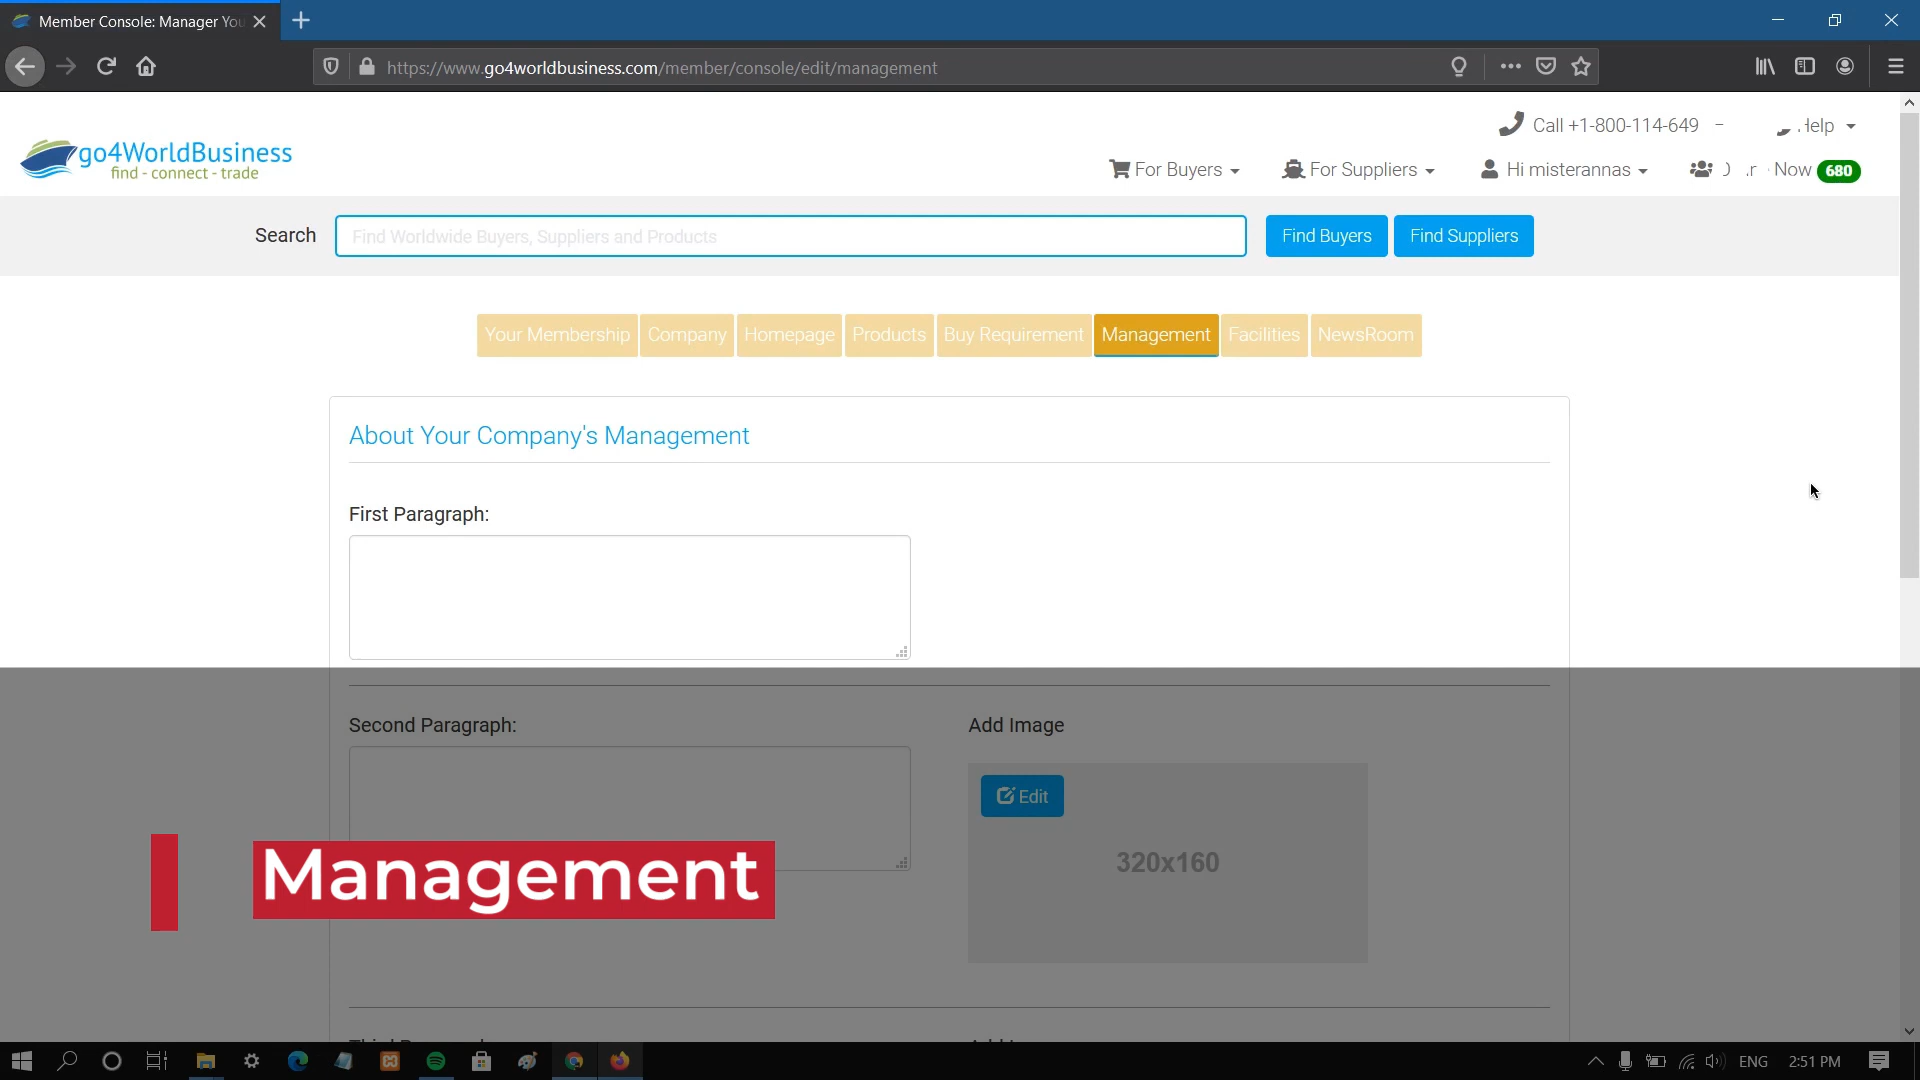 Member Console: Manager You
https://www.go4worldbusiness.com/member/console/edit/management
Call +1-800-114-649
go4WorldBusiness
find - connect - trade
For Buyers
For Suppliers
Hi misterannas
Now 680
Search
Find Worldwide Buyers, Suppliers and Products
Find Buyers
Find Suppliers
Your Membership
Company
Homepage
Products
Buy Requirement
Management
Facilities
NewsRoom
About Your Company's Management
First Paragraph:
Second Paragraph:
Add Image
Edit
320x160
Management
ENG
2:51 PM